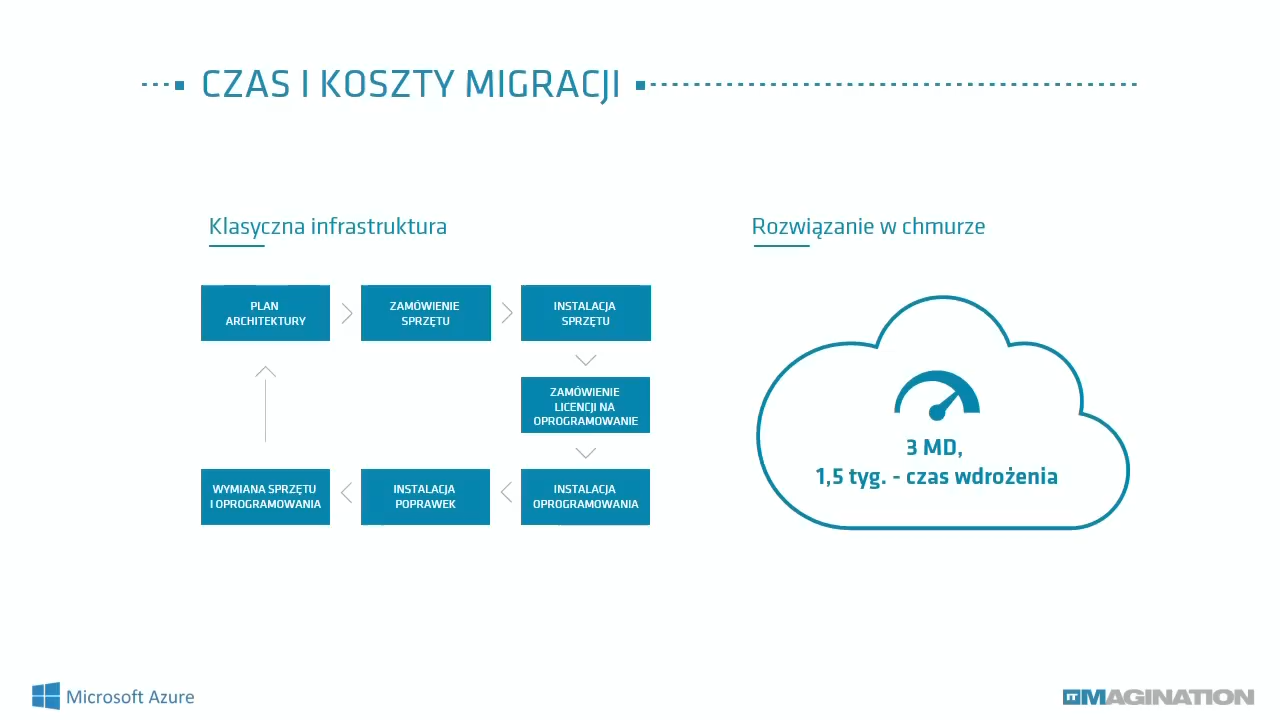 CZAS I KOSZTY MIGRACJI
Klasyczna infrastruktura
PLAN
ARCHITEKTURY
ZAMÓWIENIE
SPRZĘTU
INSTALACJA
SPRZĘTU
ZAMÓWIENIE
LICENCJI NA
OPROGRAMOWANIE
INSTALACJA
OPROGRAMOWANIA
INSTALACJA
POPRAWEK
WYMIANA SPRZĘTU
I OPROGRAMOWANIA
Rozwiązanie w chmurze
3 MD,
1,5 tyg. - czas wdrożenia
Microsoft Azure
ITMAGINATION